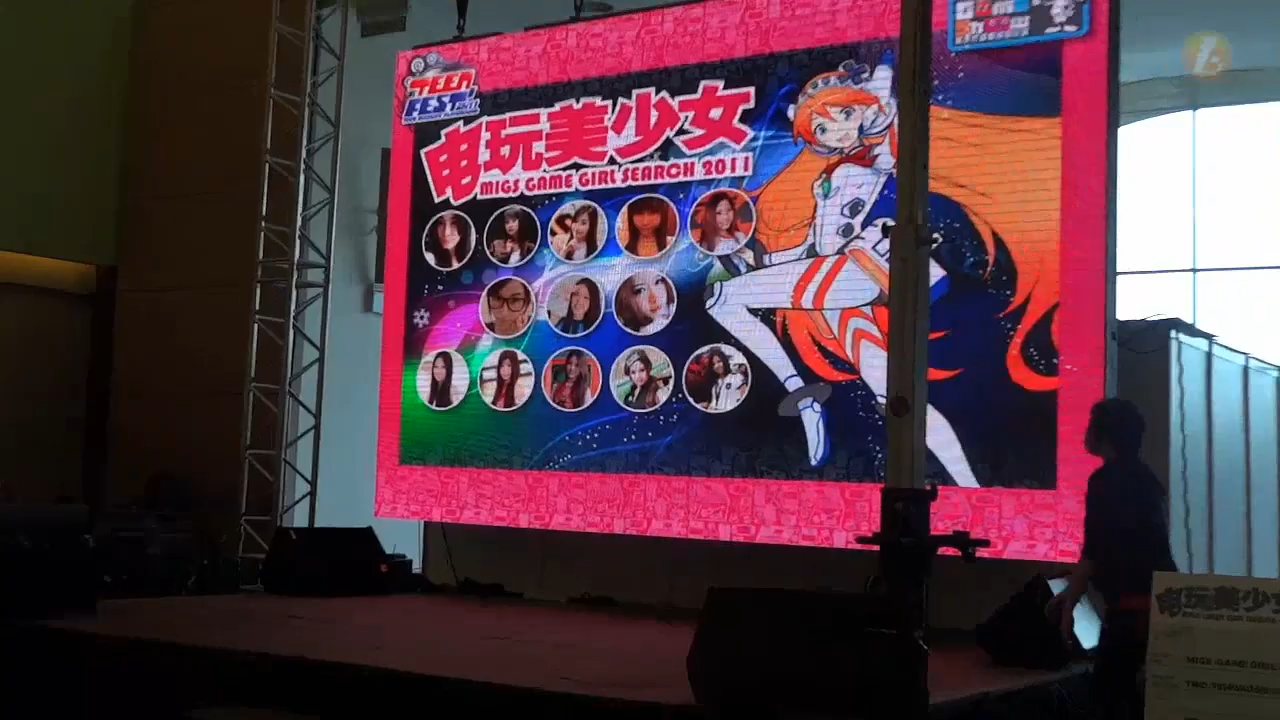 TEEN
FEST
电玩美少女
MIGS GAME GIRL SEARCH 2011
电玩美少
MIGS GAME GIRL